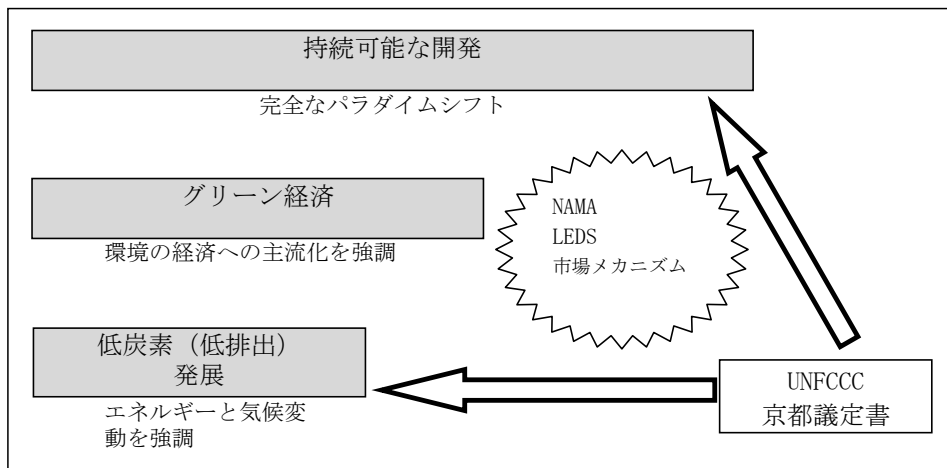 持続可能な開発
完全なパラダイムシフト
グリーン経済
環境の経済への主流化を強調
NAMA
LEDS
市場メカニズム
低炭素（低排出）
発展
エネルギーと気候変
動を強調
UNFCCC
京都議定書